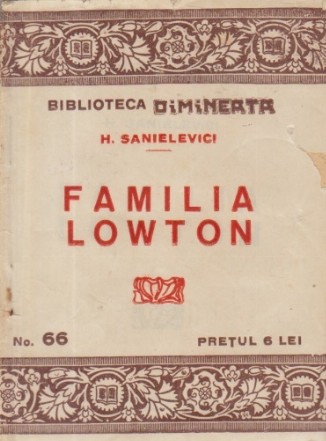 BIBLIOTECA DIMINEAȚA
H. SANIELEVICI
FAMILIA
LOWTON
No. 66
PREȚUL 6 LEI